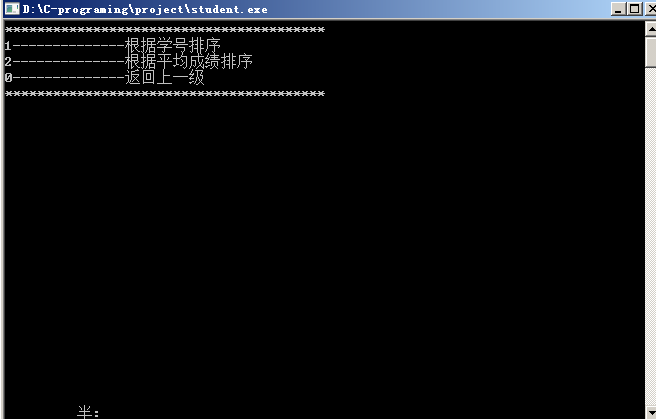 D:\C-programing\project\student.exe
****************************************
1--------------根据学号排序
2--------------根据平均成绩排序
0--------------返回上一级
****************************************
半: